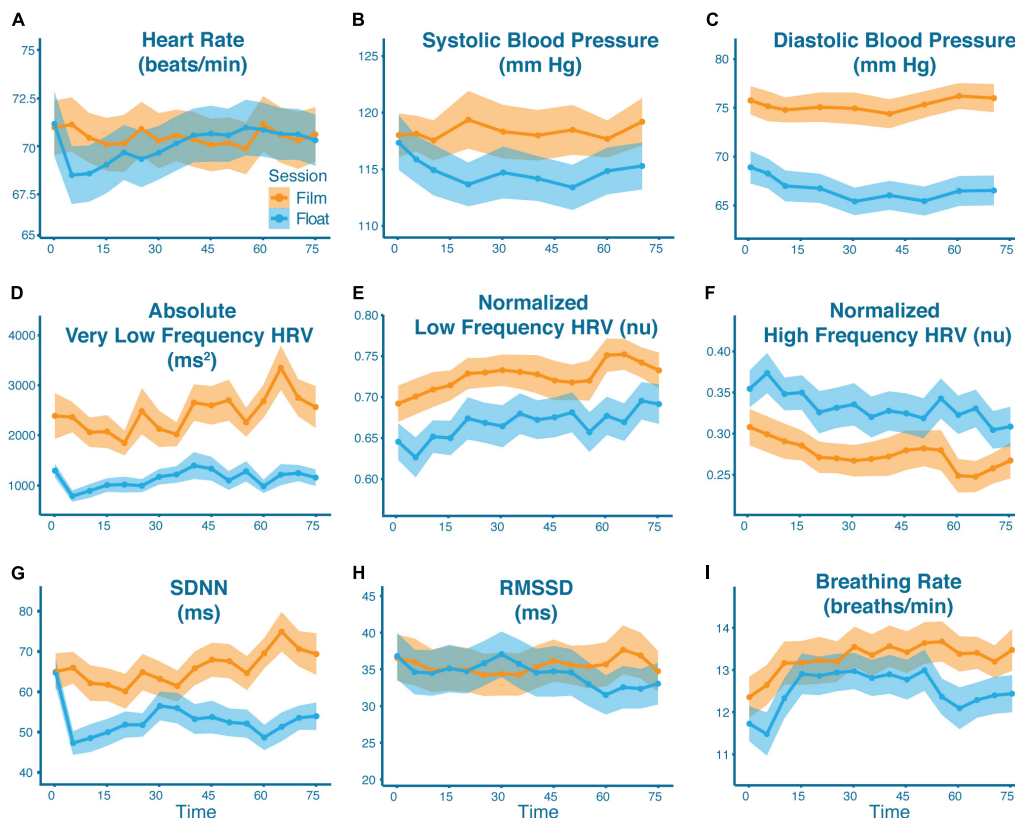 A
Heart Rate
(beats/min)
75
72.5
70
67.5
65
0
15
30
45
60
75
Session
Film
Float
B
Systolic Blood Pressure
(mm Hg)
125
120
115
110
0
15
30
45
60
75
C
Diastolic Blood Pressure
(mm Hg)
75
70
65
0
15
30
45
60
75
D
Absolute
Very Low Frequency HRV
(ms²)
4000
3000
2000
1000
0
15
30
45
60
75
E
Normalized
Low Frequency HRV (nu)
0.80
0.75
0.70
0.65
0.60
0
15
30
45
60
75
F
Normalized
High Frequency HRV (nu)
0.40
0.35
0.30
0.25
0
15
30
45
60
75
G
SDNN
(ms)
80
70
60
50
40
0
15
30
45
60
75
Time
H
RMSSD
(ms)
45
40
35
30
25
20
0
15
30
45
60
75
Time
I
Breathing Rate
(breaths/min)
14
13
12
11
0
15
30
45
60
75
Time